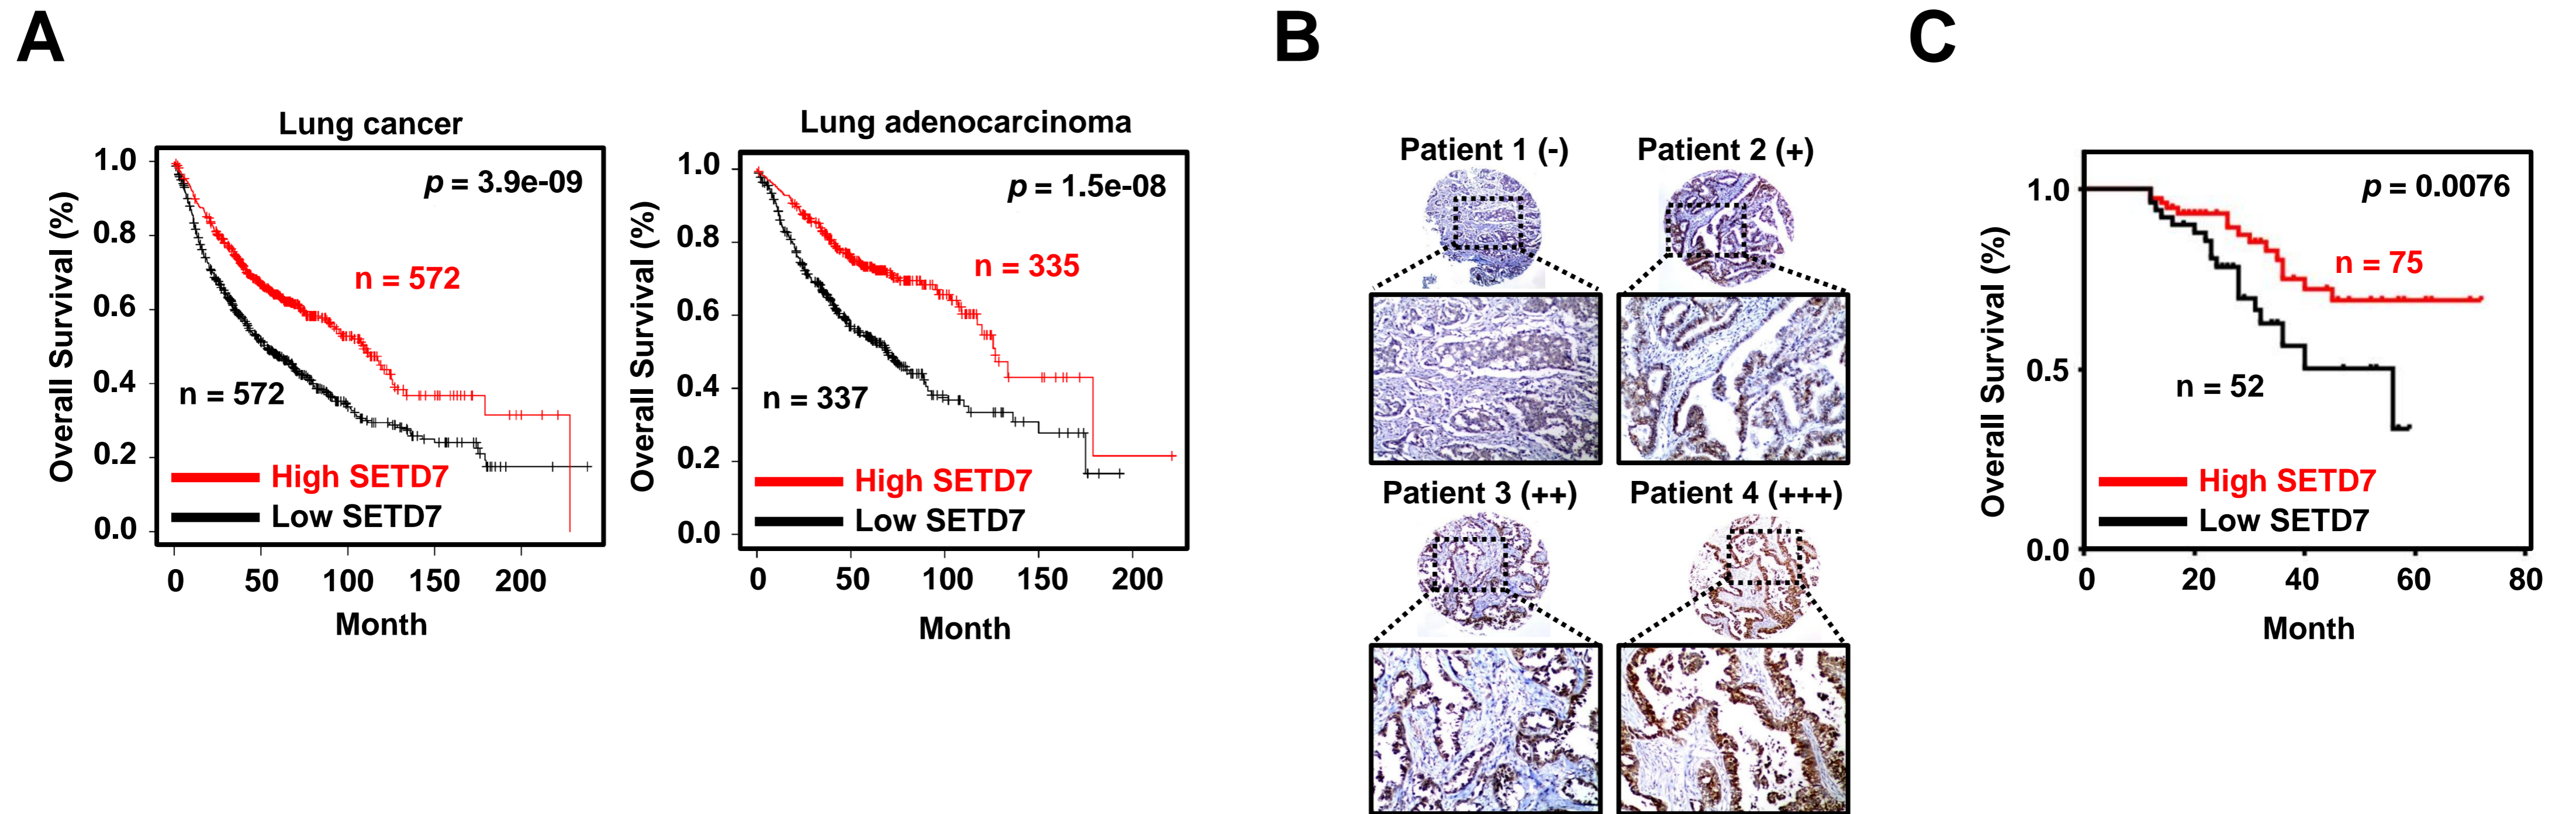 A
Lung cancer
Overall Survival (%)
1.0
0.8
0.6
0.4
0.2
0.0
p = 3.9e-09
n = 572
n = 572
High SETD7
Low SETD7
0 50 100 150 200
Month
Lung adenocarcinoma
Overall Survival (%)
1.0
0.8
0.6
0.4
0.2
0.0
p = 1.5e-08
n = 335
n = 337
High SETD7
Low SETD7
0 50 100 150 200
Month
B
Patient 1 (-)
Patient 2 (+)
Patient 3 (++)
Patient 4 (+++)
C
Overall Survival (%)
1.0
0.5
0.0
p = 0.0076
n = 75
n = 52
High SETD7
Low SETD7
0 20 40 60 80
Month